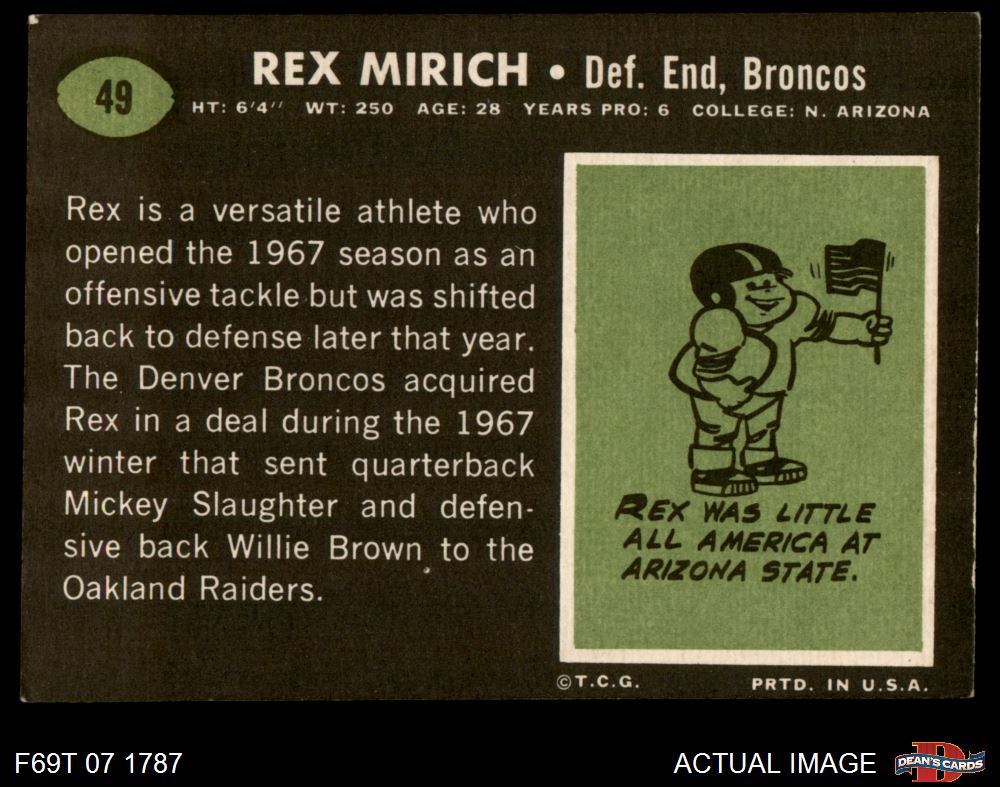 49
REX MIRICH • Def. End, Broncos
HT: 6'4" WT: 250 AGE: 28 YEARS PRO: 6 COLLEGE: N. ARIZONA
Rex is a versatile athlete who
opened the 1967 season as an
offensive tackle but was shifted
back to defense later that year.
The Denver Broncos acquired
Rex in a deal during the 1967
winter that sent quarterback
Mickey Slaughter and defen-
sive back Willie Brown to the
Oakland Raiders.
REX WAS LITTLE
ALL AMERICA AT
ARIZONA STATE.
©T.C.G. PRTD. IN U.S.A.
F69T 07 1787
ACTUAL IMAGE
DEAN'S CARDS